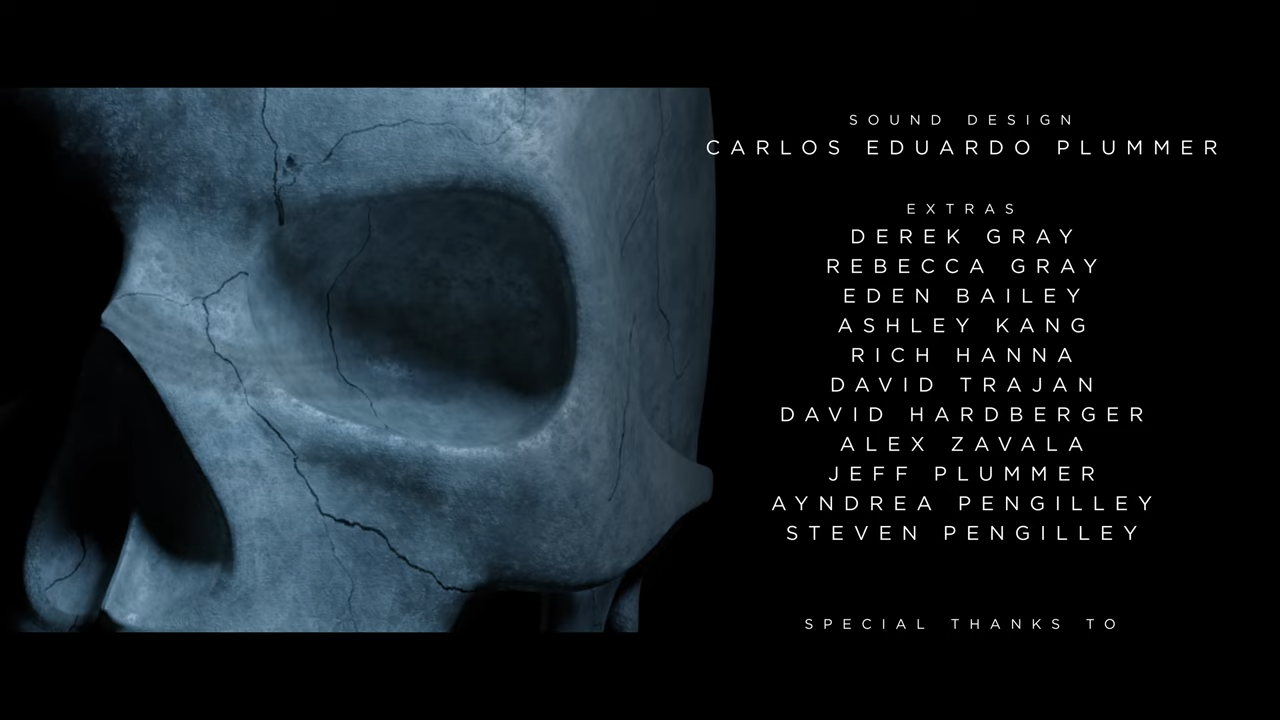 SOUND DESIGN
CARLOS EDUARDO PLUMMER
EXTRAS
DEREK GRAY
REBECCA GRAY
EDEN BAILEY
ASHLEY KANG
RICH HANNA
DAVID TRAJAN
DAVID HARDBERGER
ALEX ZAVALA
JEFF PLUMMER
AYNDREA PENGILLEY
STEVEN PENGILLEY
SPECIAL THANKS TO